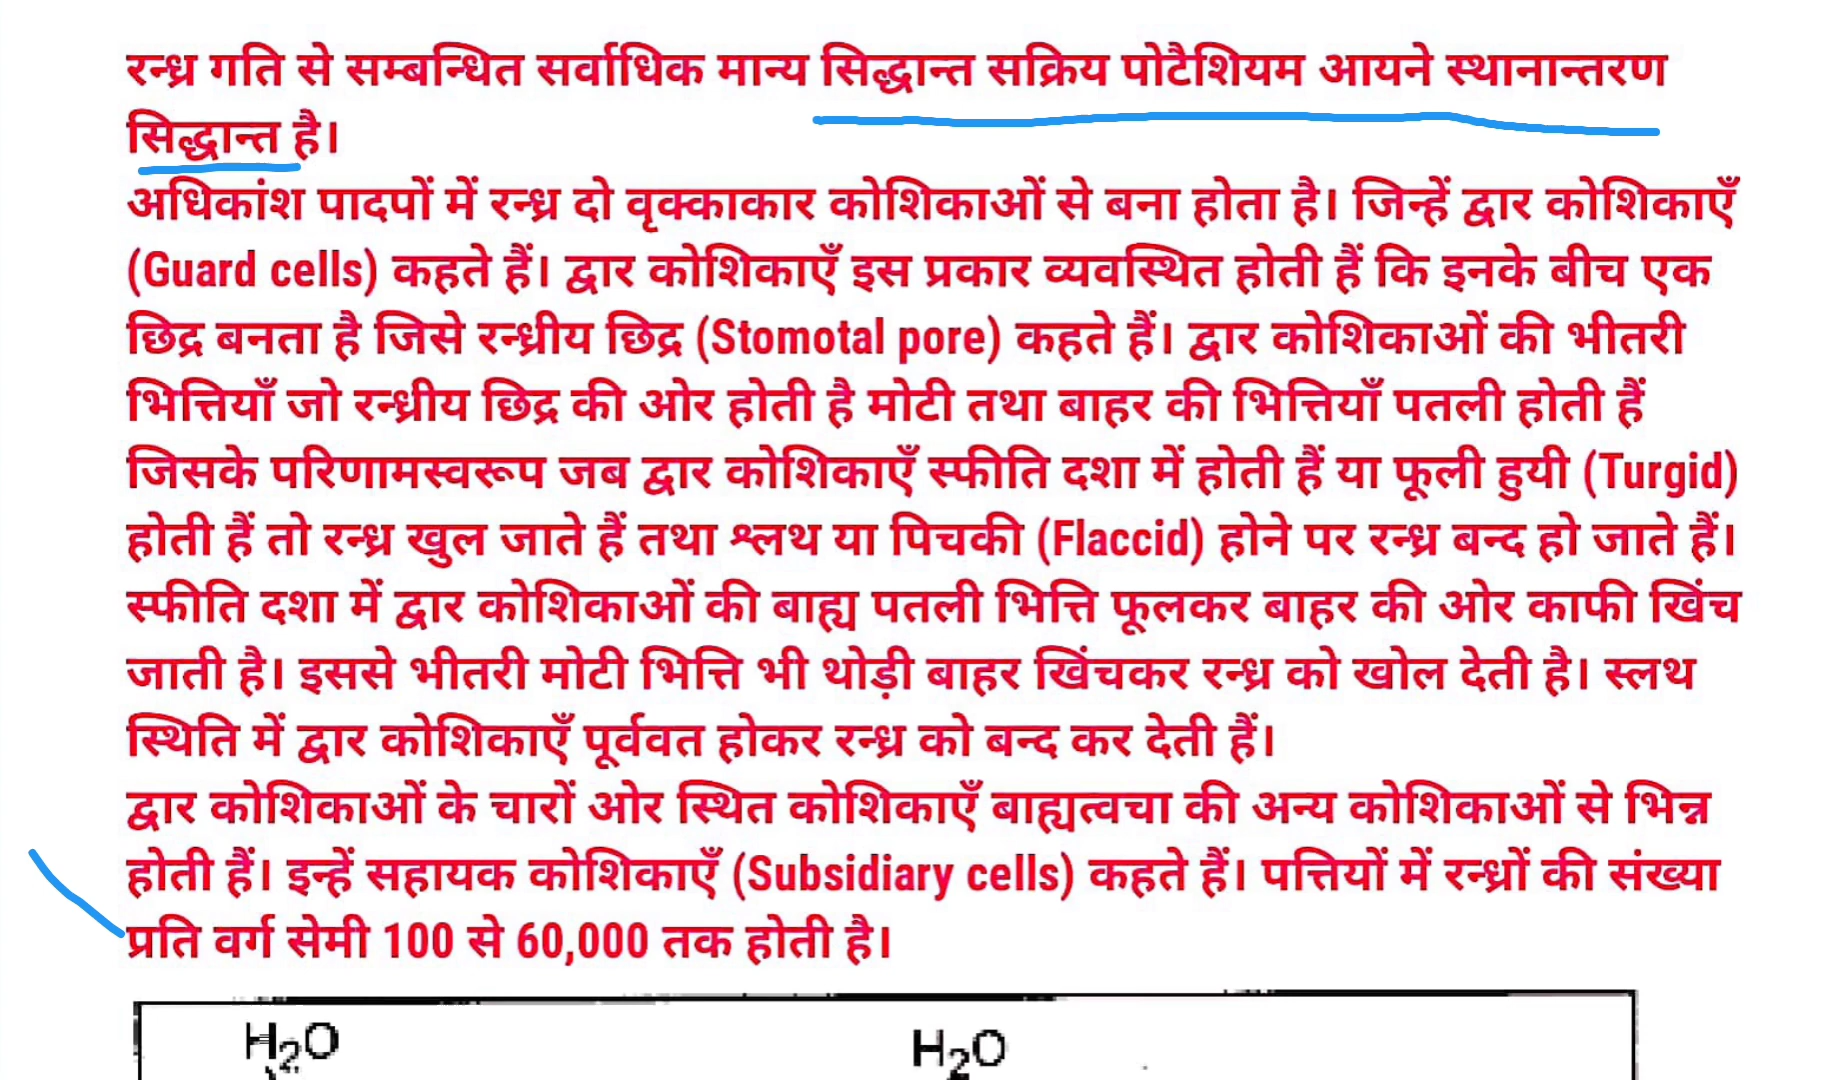 रन्ध्र गति से सम्बन्धित सर्वाधिक मान्य सिद्धान्त सक्रिय पोटैशियम आयने स्थानान्तरण
सिद्धान्त है।
अधिकांश पादपों में रन्ध्र दो वृक्काकार कोशिकाओं से बना होता है। जिन्हें द्वार कोशिकाएँ
(Guard cells) कहते हैं। द्वार कोशिकाएँ इस प्रकार व्यवस्थित होती हैं कि इनके बीच एक
छिद्र बनता है जिसे रन्ध्रीय छिद्र (Stomotal pore) कहते हैं। द्वार कोशिकाओं की भीतरी
भित्तियाँ जो रन्ध्रीय छिद्र की ओर होती है मोटी तथा बाहर की भित्तियाँ पतली होती हैं
जिसके परिणामस्वरूप जब द्वार कोशिकाएँ स्फीति दशा में होती हैं या फूली हुयी (Turgid)
होती हैं तो रन्ध्र खुल जाते हैं तथा श्लथ या पिचकी (Flaccid) होने पर रन्ध्र बन्द हो जाते हैं।
स्फीति दशा में द्वार कोशिकाओं की बाह्य पतली भित्ति फूलकर बाहर की ओर काफी खिंच
जाती है। इससे भीतरी मोटी भित्ति भी थोड़ी बाहर खिंचकर रन्ध्र को खोल देती है। स्लथ
स्थिति में द्वार कोशिकाएँ पूर्ववत होकर रन्ध्र को बन्द कर देती हैं।
द्वार कोशिकाओं के चारों ओर स्थित कोशिकाएँ बाह्यत्वचा की अन्य कोशिकाओं से भिन्न
होती हैं। इन्हें सहायक कोशिकाएँ (Subsidiary cells) कहते हैं। पत्तियों में रन्ध्रों की संख्या
प्रति वर्ग सेमी 100 से 60,000 तक होती है।
H₂O H₂O